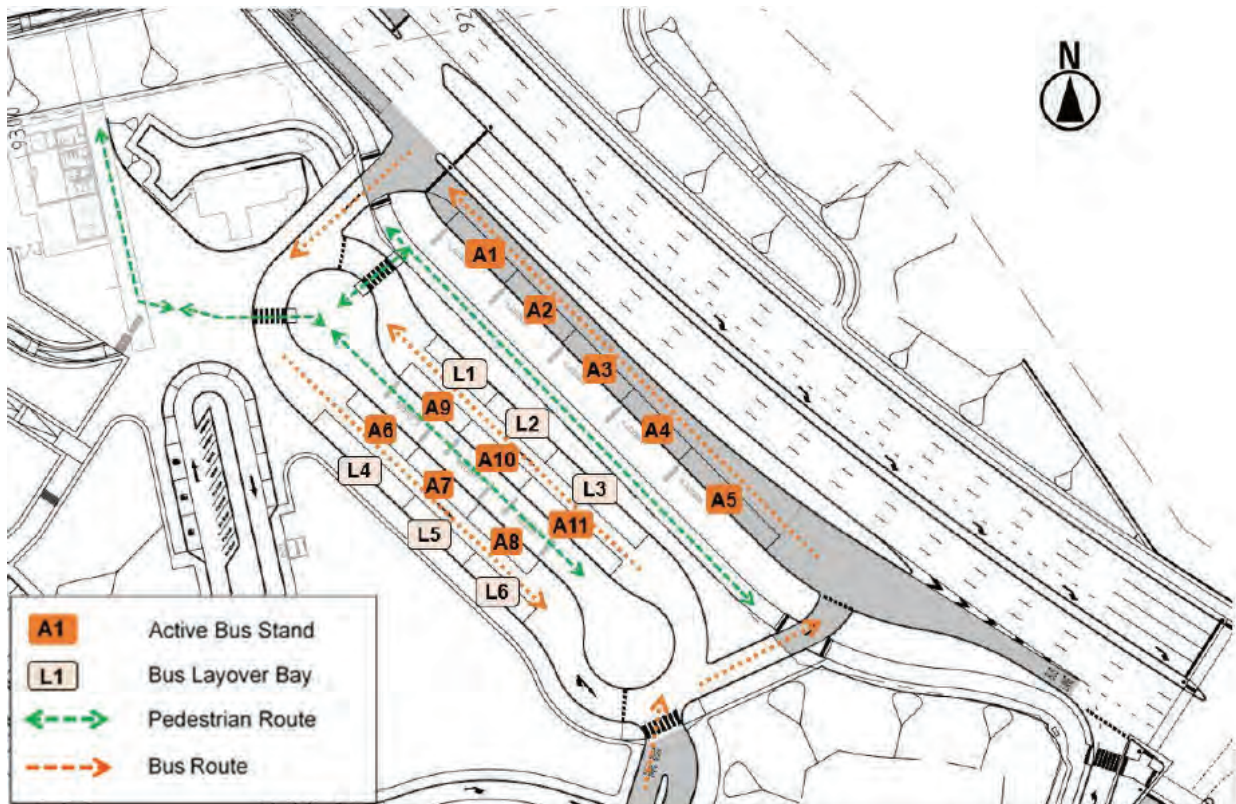 N
A1
A2
A3
A4
A5
L1
A9
L2
A6
A10
L4
L3
A7
A11
L5
A8
L6
A1 Active Bus Stand
L1 Bus Layover Bay
Pedestrian Route
Bus Route